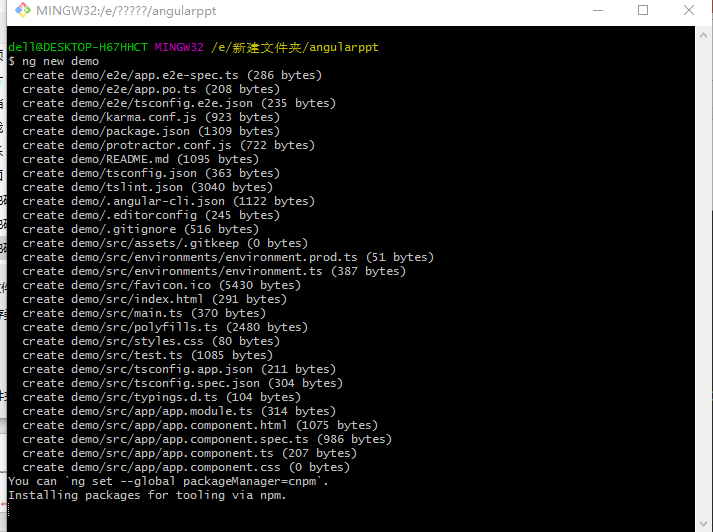 MINGW32:/e/?????/angularppt
dell@DESKTOP-H67HHCT MINGW32 /e/新建文件夹/angularppt
$ ng new demo
  create demo/e2e/app.e2e-spec.ts (286 bytes)
  create demo/e2e/app.po.ts (208 bytes)
  create demo/e2e/tsconfig.e2e.json (235 bytes)
  create demo/karma.conf.js (923 bytes)
  create demo/package.json (1309 bytes)
  create demo/protractor.conf.js (722 bytes)
  create demo/README.md (1095 bytes)
  create demo/tsconfig.json (363 bytes)
  create demo/tslint.json (3040 bytes)
  create demo/.angular-cli.json (1122 bytes)
  create demo/.editorconfig (245 bytes)
  create demo/.gitignore (516 bytes)
  create demo/src/assets/.gitkeep (0 bytes)
  create demo/src/environments/environment.prod.ts (51 bytes)
  create demo/src/environments/environment.ts (387 bytes)
  create demo/src/favicon.ico (5430 bytes)
  create demo/src/index.html (291 bytes)
  create demo/src/main.ts (370 bytes)
  create demo/src/polyfills.ts (2480 bytes)
  create demo/src/styles.css (80 bytes)
  create demo/src/test.ts (1085 bytes)
  create demo/src/tsconfig.app.json (211 bytes)
  create demo/src/tsconfig.spec.json (304 bytes)
  create demo/src/typings.d.ts (104 bytes)
  create demo/src/app/app.module.ts (314 bytes)
  create demo/src/app/app.component.html (1075 bytes)
  create demo/src/app/app.component.spec.ts (986 bytes)
  create demo/src/app/app.component.ts (207 bytes)
  create demo/src/app/app.component.css (0 bytes)
You can `ng set --global packageManager=cnpm`.
Installing packages for tooling via npm.